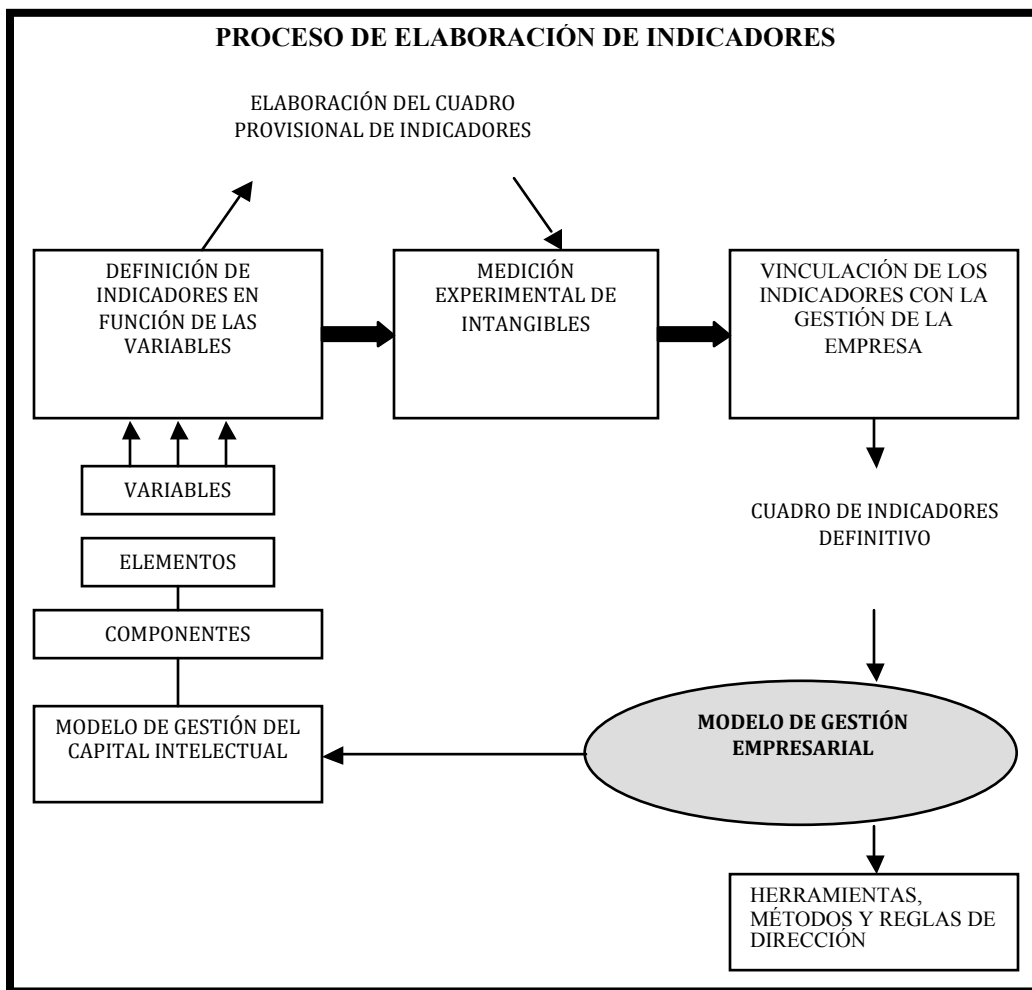 PROCESO DE ELABORACIÓN DE INDICADORES
ELABORACIÓN DEL CUADRO
PROVISIONAL DE INDICADORES
DEFINICIÓN DE
INDICADORES EN
FUNCIÓN DE LAS
VARIABLES
MEDICIÓN
EXPERIMENTAL DE
INTANGIBLES
VINCULACIÓN DE LOS
INDICADORES CON LA
GESTIÓN DE LA
EMPRESA
VARIABLES
CUADRO DE INDICADORES
DEFINITIVO
ELEMENTOS
COMPONENTES
MODELO DE GESTIÓN DEL
CAPITAL INTELECTUAL
MODELO DE GESTIÓN
EMPRESARIAL
HERRAMIENTAS,
MÉTODOS Y REGLAS DE
DIRECCIÓN